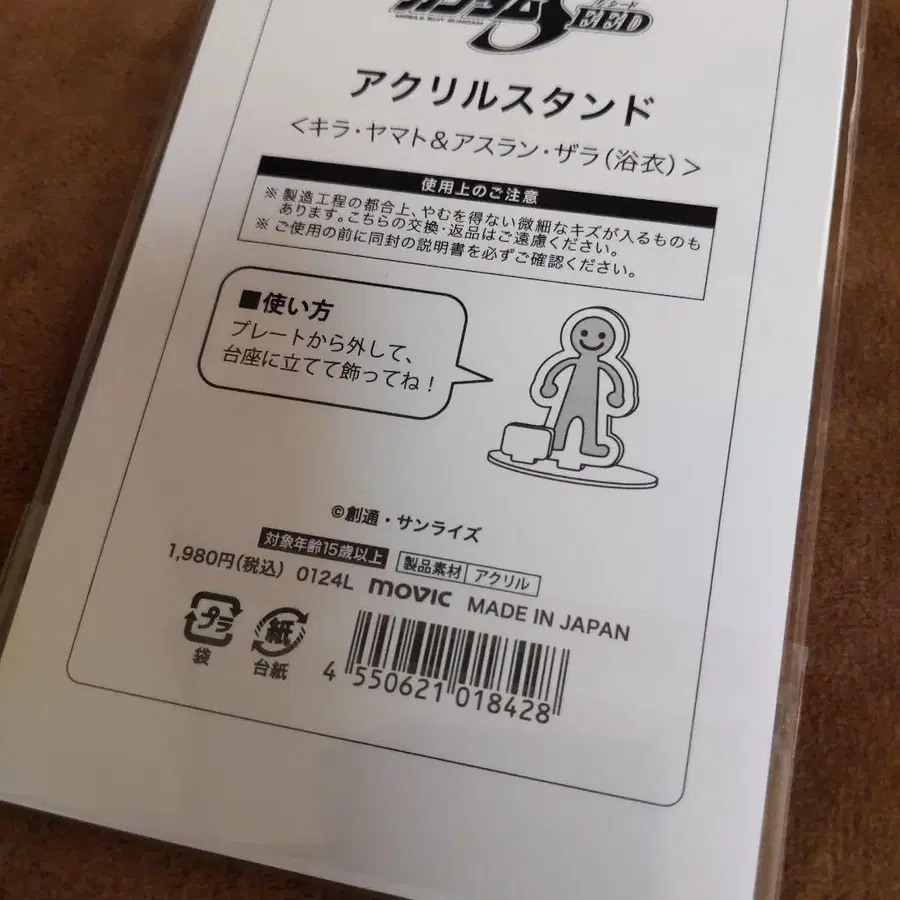 SEED
MOBILE SUIT GUNDAM
アクリルスタンド
＜キラ・ヤマト＆アスラン・ザラ（浴衣）＞
使用上のご注意
※ 製造工程の都合上、やむを得ない微細なキズが入るものも
あります。こちらの交換・返品はご遠慮ください。
※ ご使用の前に同封の説明書を必ずご確認ください。
■使い方
プレートから外して、
台座に立てて飾ってね！
©創通・サンライズ
対象年齢15歳以上 製品素材 アクリル
1,980円（税込） 0124L movic MADE IN JAPAN
プラ 紙
袋 台紙
4 550621 018428